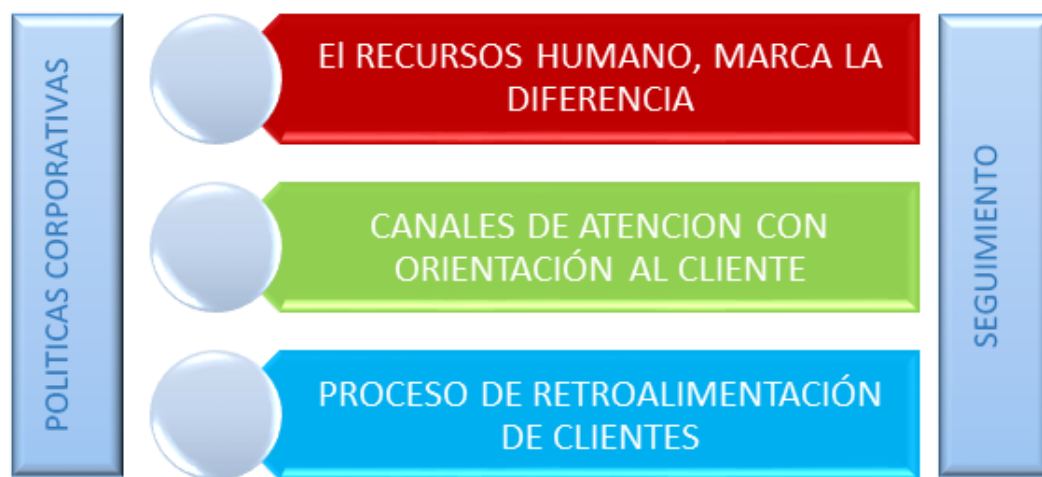 POLITICAS CORPORATIVAS
El RECURSOS HUMANO, MARCA LA
DIFERENCIA
CANALES DE ATENCION CON
ORIENTACIÓN AL CLIENTE
PROCESO DE RETROALIMENTACIÓN
DE CLIENTES
SEGUIMIENTO